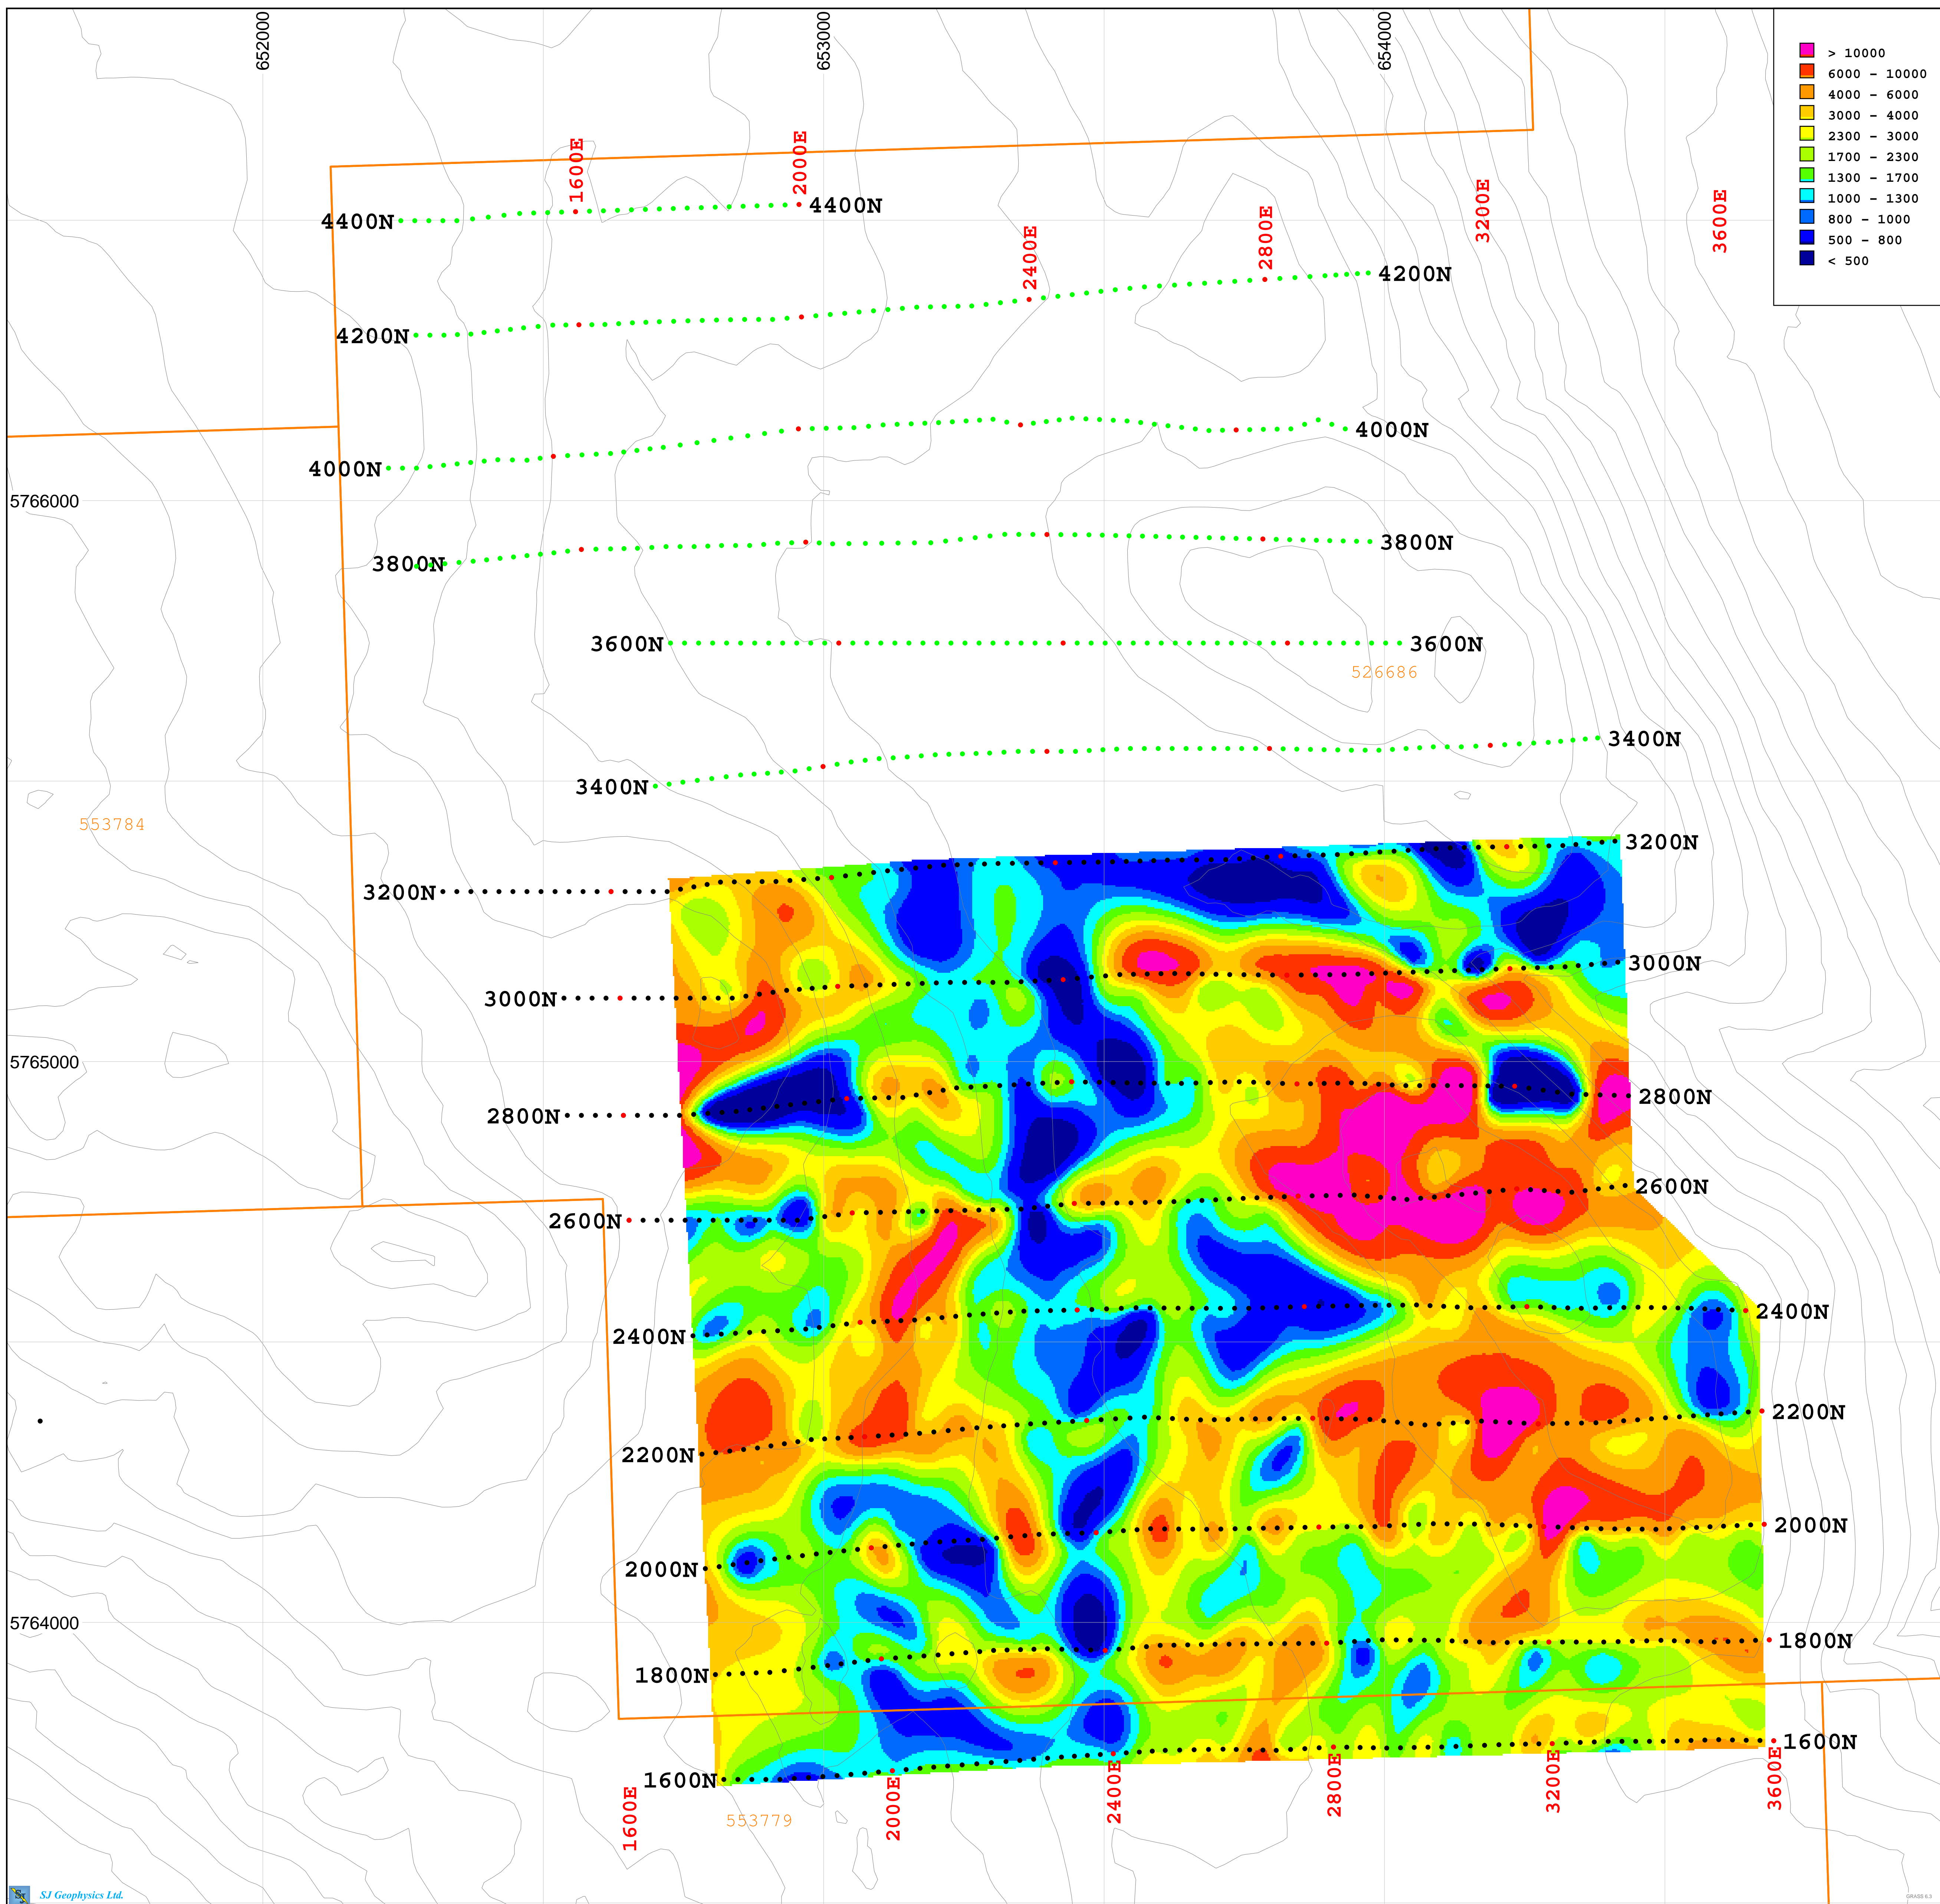 652000
653000
654000
> 10000
6000 - 10000
4000 - 6000
3000 - 4000
2300 - 3000
1700 - 2300
1300 - 1700
1000 - 1300
800 - 1000
500 - 800
< 500
1600E
2000E
2400E
2800E
3200E
3600E
4400N 4400N
4200N 4200N
4000N 4000N
5766000
3800N 3800N
3600N 3600N
526686
3400N 3400N
553784
3200N 3200N
3000N 3000N
5765000
2800N 2800N
2600N 2600N
2400N 2400N
2200N 2200N
2000N 2000N
5764000
1800N 1800N
1600N 1600N
1600E
2000E
2400E
2800E
3200E
3600E
553779
SJ Geophysics Ltd.
GRASS 6.3